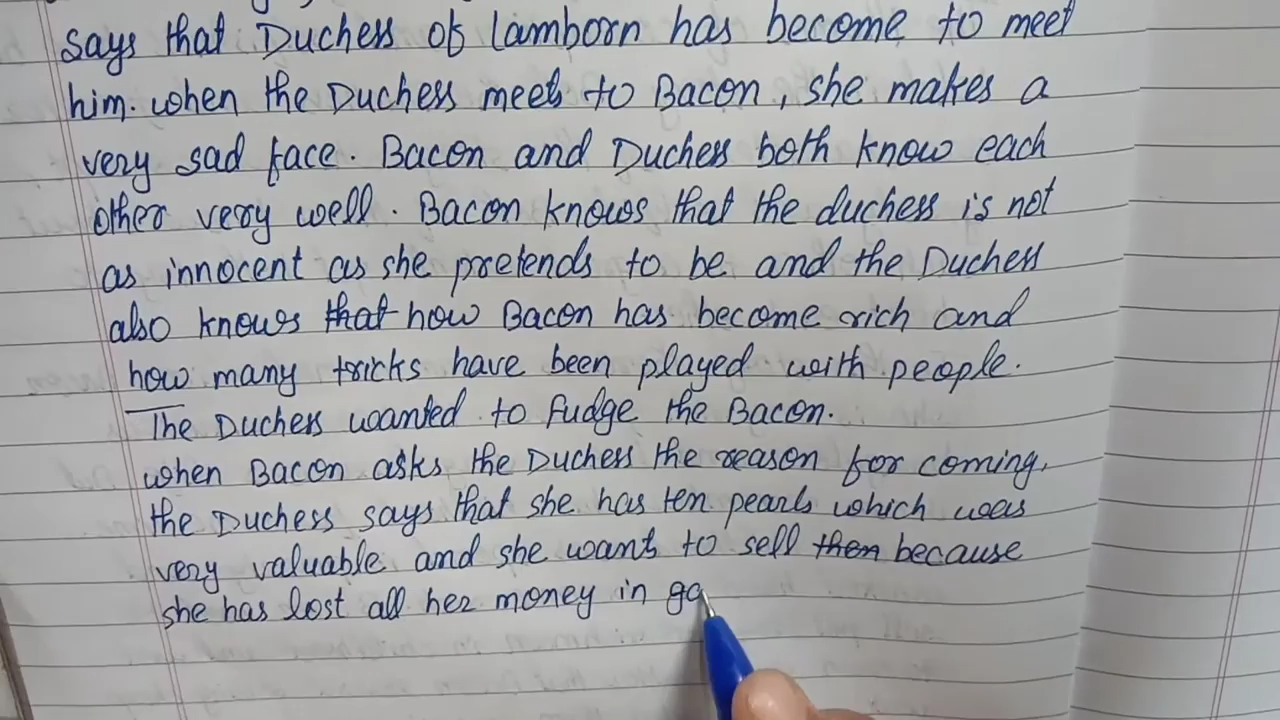 says that Duchess of lamborn has become to meet
him. when the Duchess meets to Bacon, she makes a
very sad face. Bacon and Duchess both know each
other very well. Bacon knows that the duchess is not
as innocent as she pretends to be and the Duchess
also knows that how Bacon has become rich and
how many tricks have been played with people.
The Duchess wanted to fudge the Bacon.
when Bacon asks the Duchess the reason for coming.
the Duchess says that she has ten pearls which was
very valuable and she wants to sell then because
she has lost all her money in ga